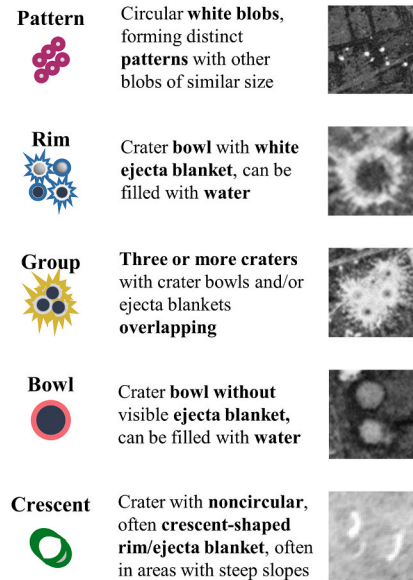 Pattern
Circular white blobs,
forming distinct
patterns with other
blobs of similar size
Rim
Crater bowl with white
ejecta blanket, can be
filled with water
Group
Three or more craters
with crater bowls and/or
ejecta blankets
overlapping
Bowl
Crater bowl without
visible ejecta blanket,
can be filled with water
Crescent
Crater with noncircular,
often crescent-shaped
rim/ejecta blanket, often
in areas with steep slopes